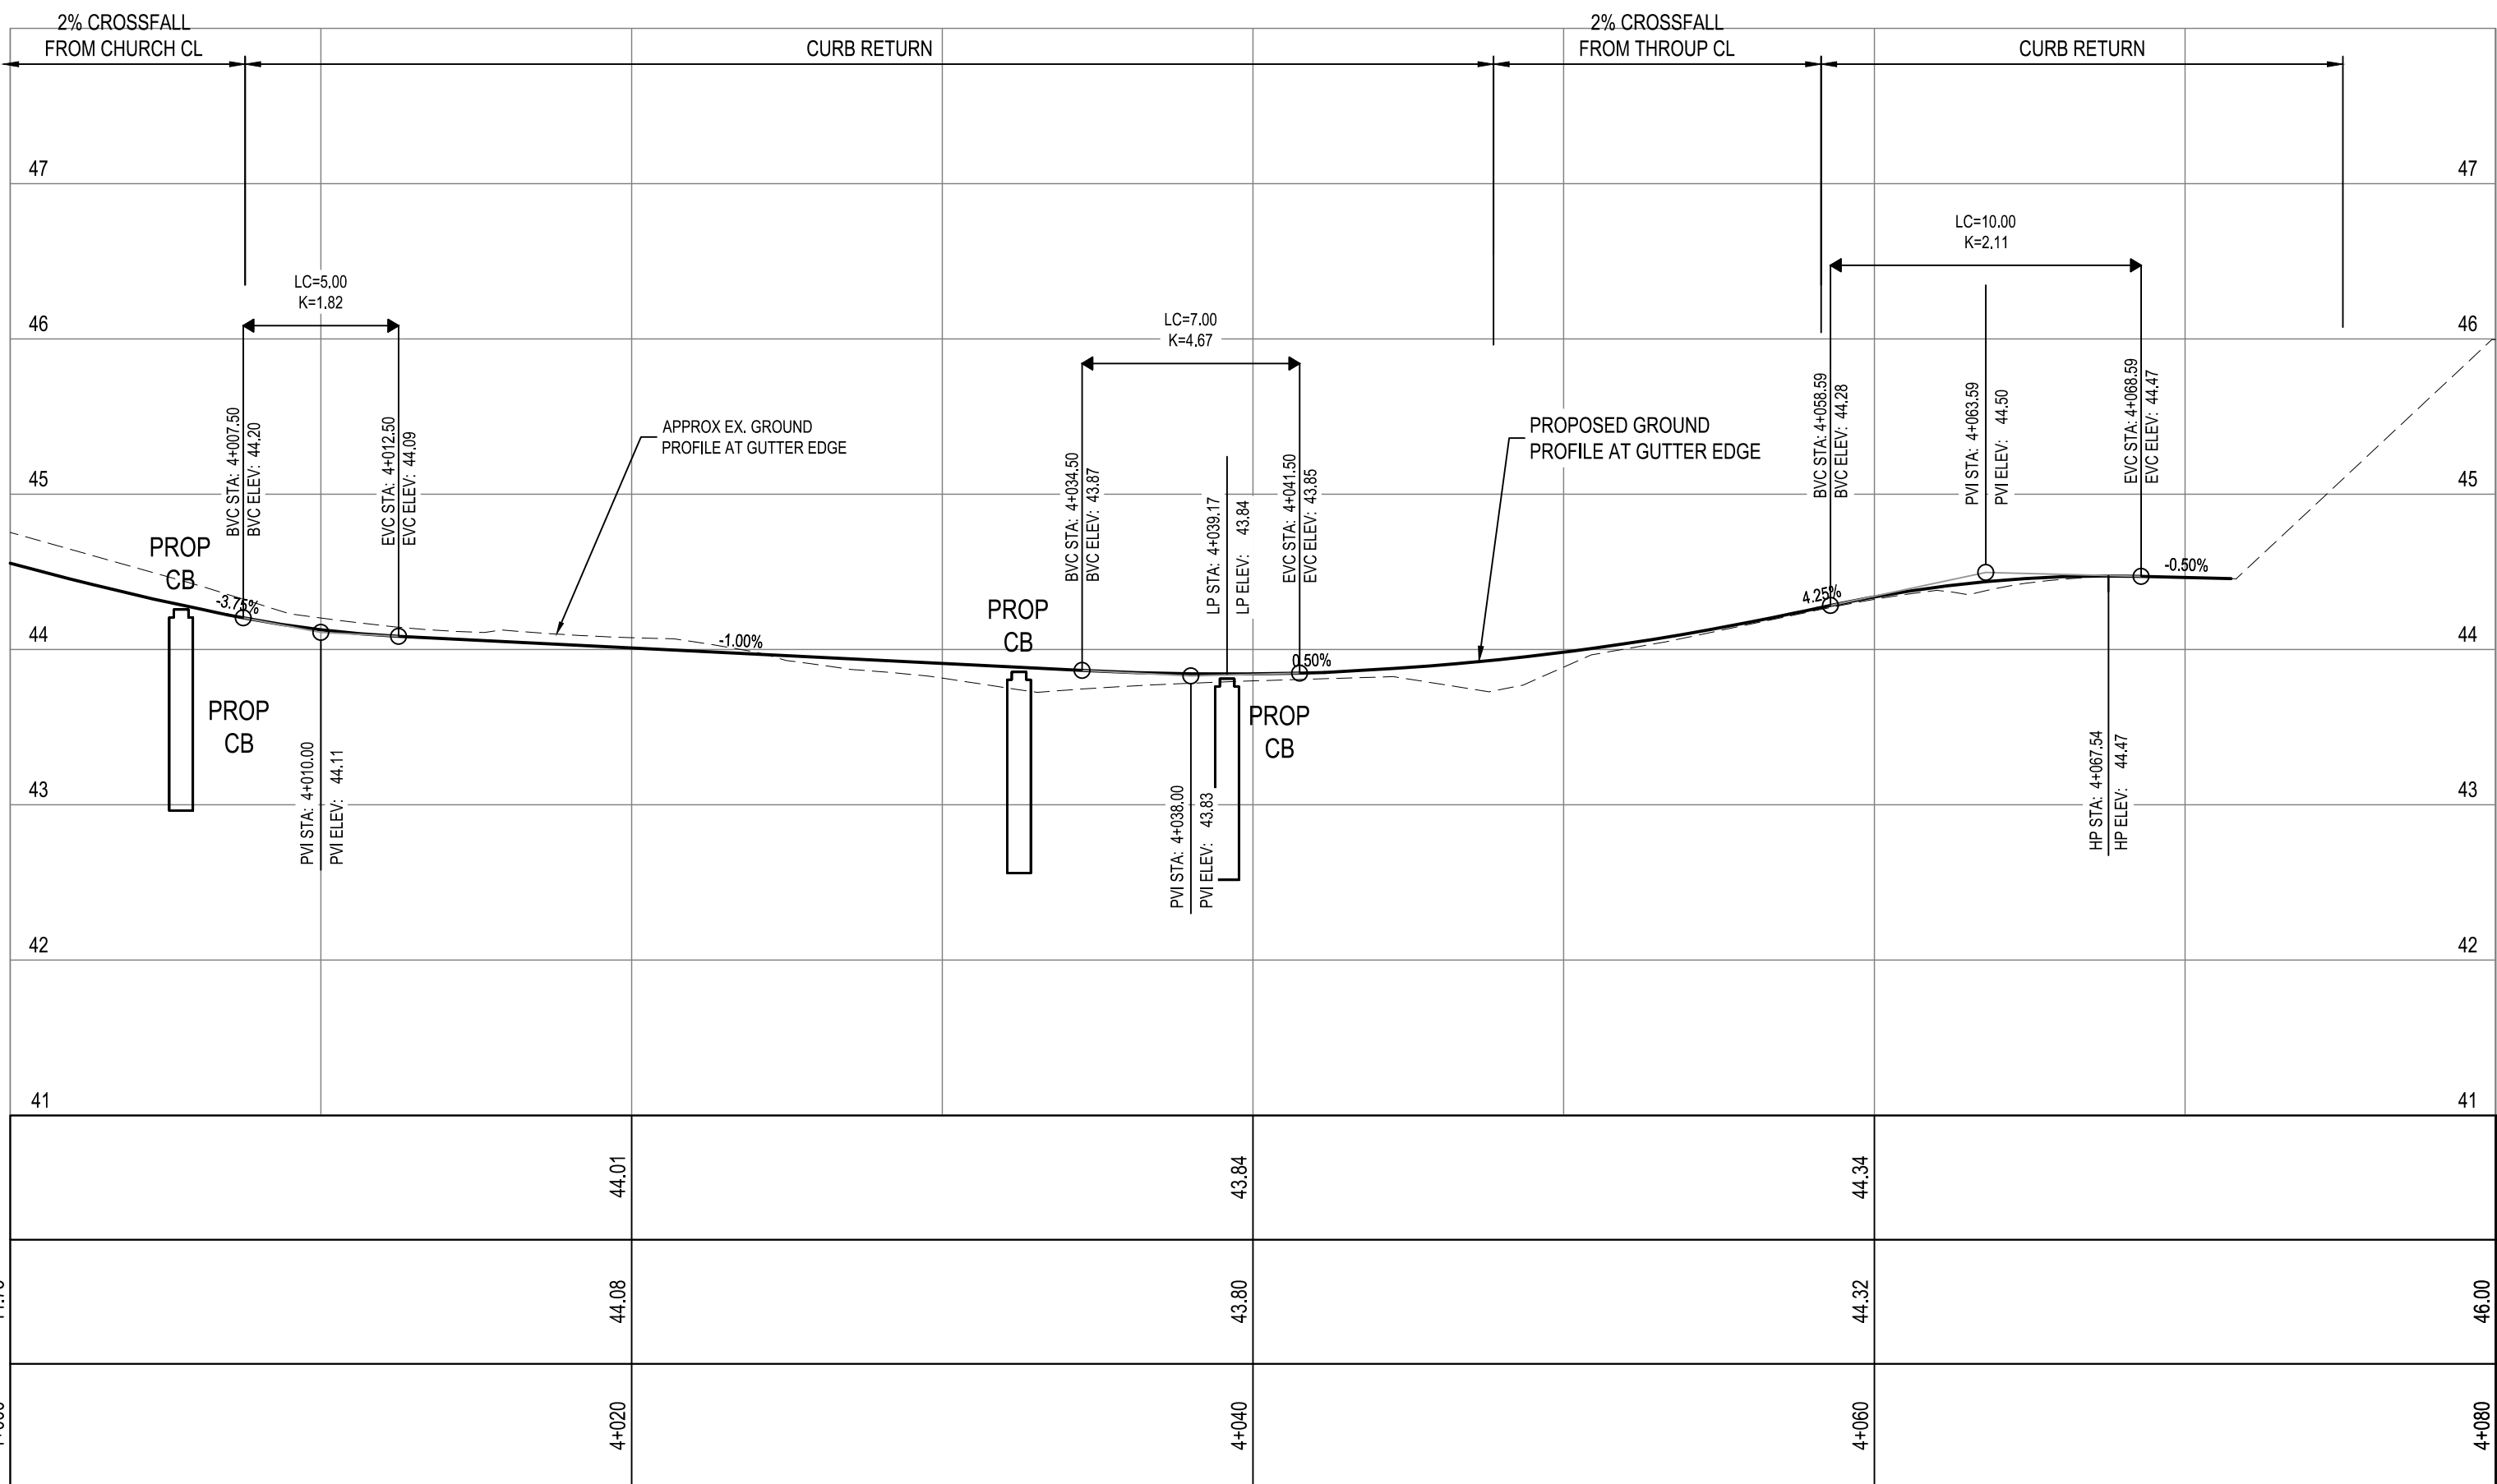 2% CROSSFALL
FROM CHURCH CL
CURB RETURN
2% CROSSFALL
FROM THROUP CL
CURB RETURN
47
47
LC=10.00
K=2.11
LC=5.00
K=1.82
LC=7.00
K=4.67
46
46
BVC STA: 4+007.50
BVC ELEV: 44.20
EVC STA: 4+012.50
EVC ELEV: 44.09
APPROX EX. GROUND
PROFILE AT GUTTER EDGE
BVC STA: 4+034.50
BVC ELEV: 43.87
LP STA: 4+039.17
LP ELEV: 43.84
EVC STA: 4+041.50
EVC ELEV: 43.85
PROPOSED GROUND
PROFILE AT GUTTER EDGE
BVC STA: 4+058.59
BVC ELEV: 44.28
PVI STA: 4+063.59
PVI ELEV: 44.50
EVC STA: 4+068.59
EVC ELEV: 44.47
45
45
PROP
CB
-3.75%
-1.00%
PROP
CB
0.50%
4.25%
-0.50%
44
44
PROP
CB
PROP
CB
PVI STA: 4+010.00
PVI ELEV: 44.11
PVI STA: 4+038.00
PVI ELEV: 43.83
HP STA: 4+067.54
HP ELEV: 44.47
43
43
42
42
41
41
44.01
43.84
44.34
44.08
43.80
44.32
46.00
4+020
4+040
4+060
4+080